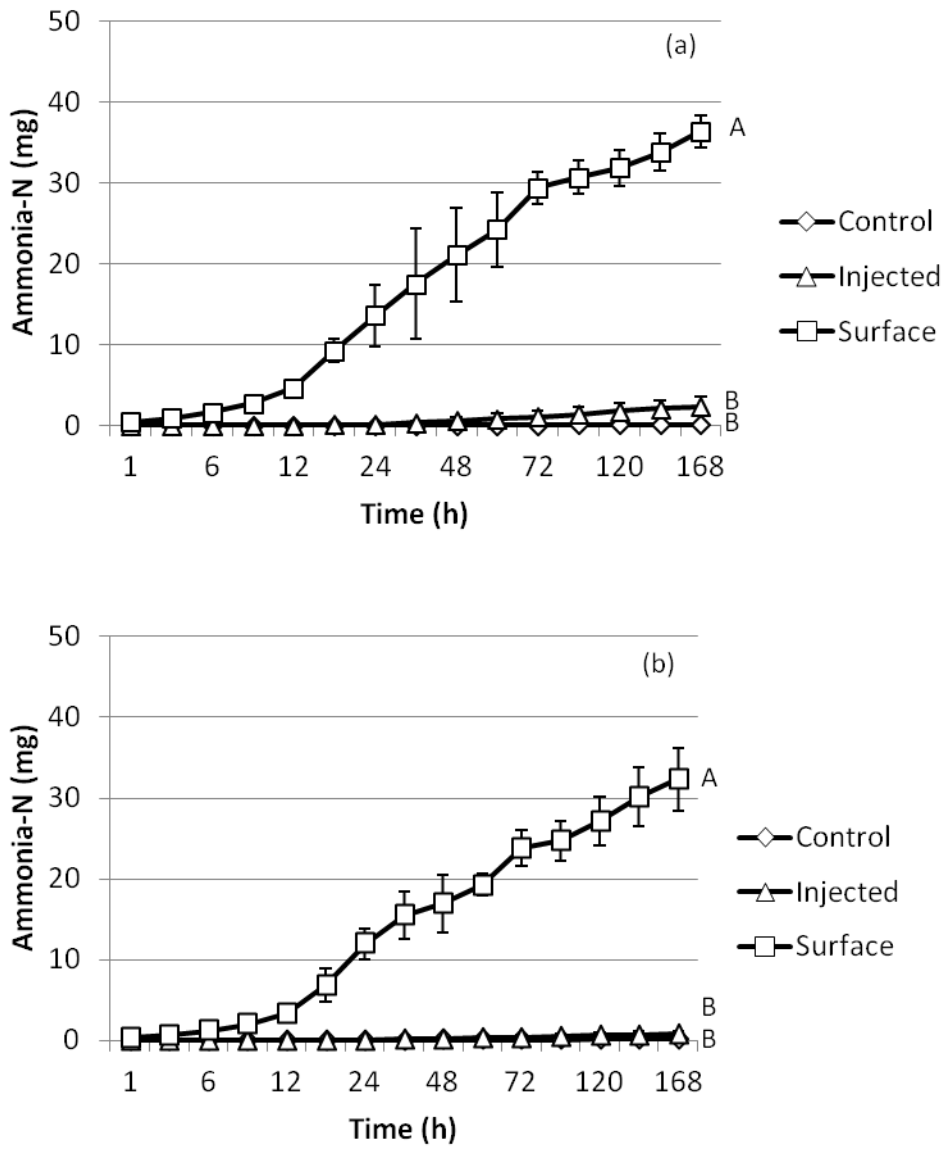 50
(a)
40
A
30
Ammonia-N (mg)
20
10
0
B
B
1 6 12 24 48 72 120 168
Time (h)
Control
Injected
Surface
50
(b)
40
A
30
Ammonia-N (mg)
20
10
0
B
B
1 6 12 24 48 72 120 168
Time (h)
Control
Injected
Surface